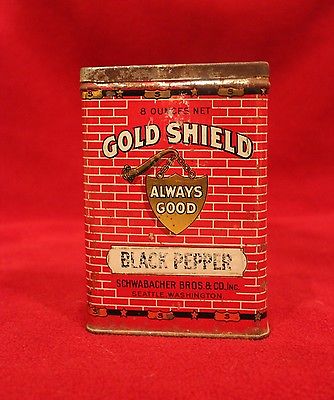 8 OUNCES NET
GOLD SHIELD
ALWAYS
GOOD
BLACK PEPPER
SCHWABACHER BROS. & CO., INC.
SEATTLE, WASHINGTON